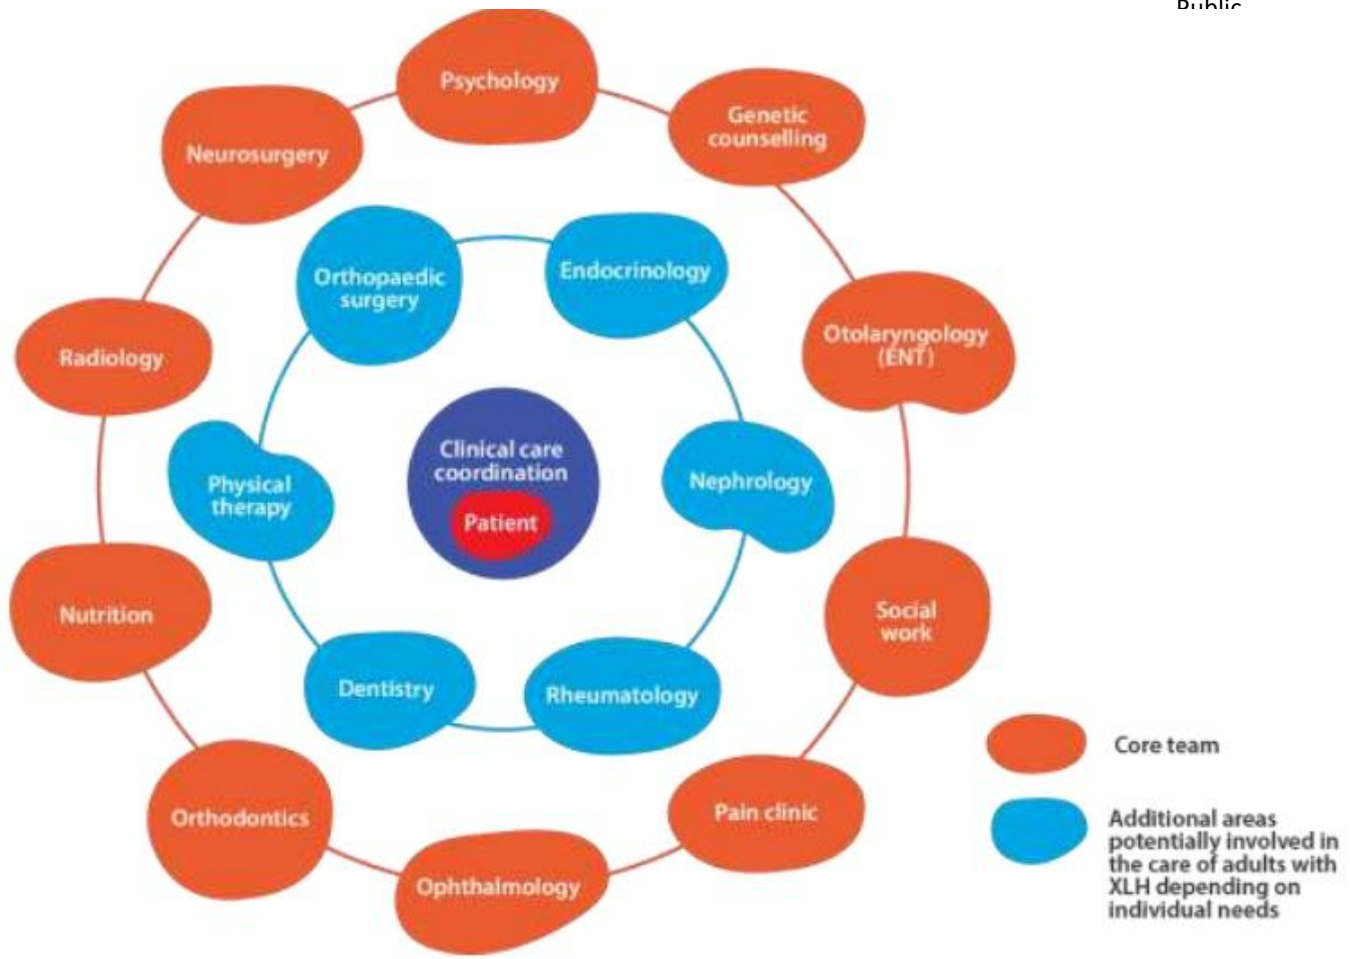 Public
Psychology
Genetic
counselling
Neurosurgery
Orthopaedic
surgery
Endocrinology
Otolaryngology
(ENT)
Radiology
Clinical care
coordination
Patient
Physical
therapy
Nephrology
Nutrition
Social
work
Dentistry
Rheumatology
Orthodontics
Pain clinic
Ophthalmology
Core team
Additional areas
potentially involved in
the care of adults with
XLH depending on
individual needs